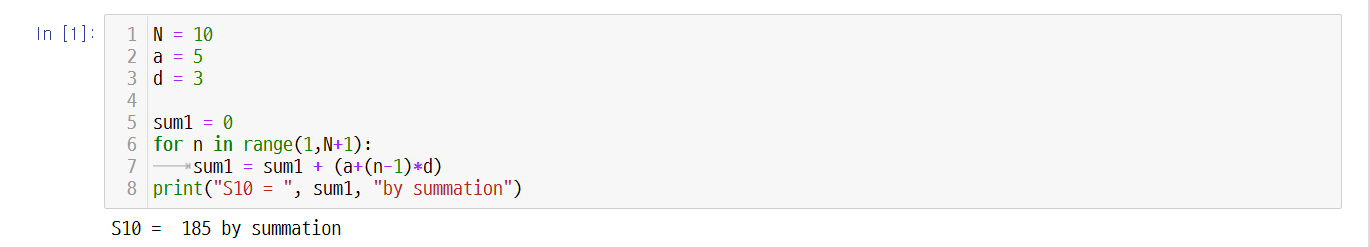 In [1]:
1 N = 10
2 a = 5
3 d = 3
4
5 sum1 = 0
6 for n in range(1,N+1):
7 sum1 = sum1 + (a+(n-1)*d)
8 print("S10 = ", sum1, "by summation")
S10 =  185 by summation